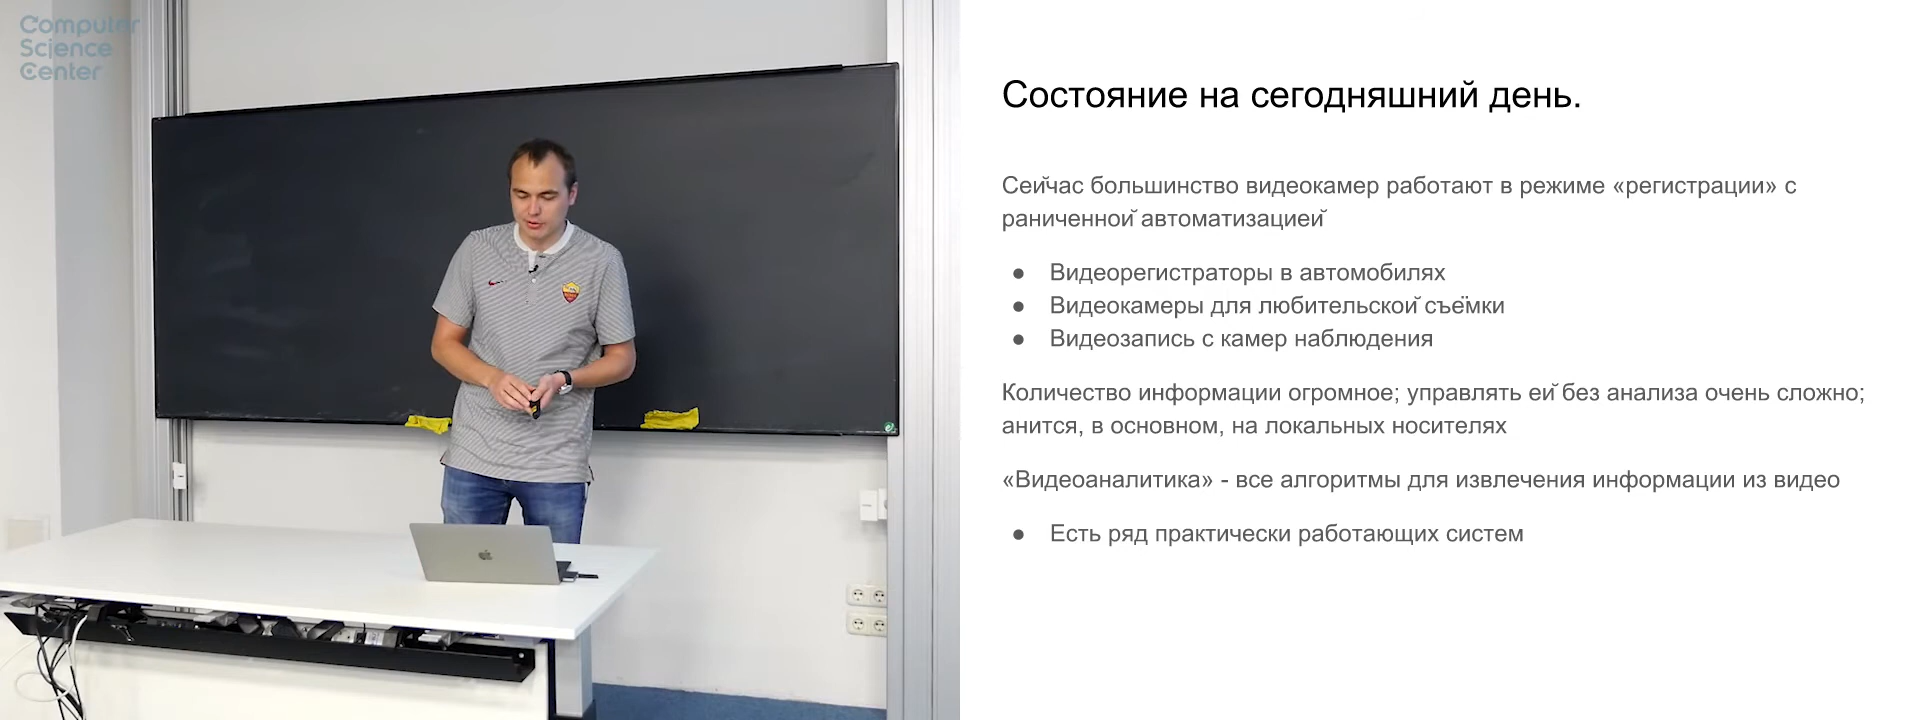 Computer
Science
Center
Состояние на сегодняшний день.
Сейчас большинство видеокамер работают в режиме «регистрации» с
раниченной автоматизацией
● Видеорегистраторы в автомобилях
● Видеокамеры для любительской съёмки
● Видеозапись с камер наблюдения
Количество информации огромное; управлять ей без анализа очень сложно;
анится, в основном, на локальных носителях
«Видеоаналитика» - все алгоритмы для извлечения информации из видео
● Есть ряд практически работающих систем